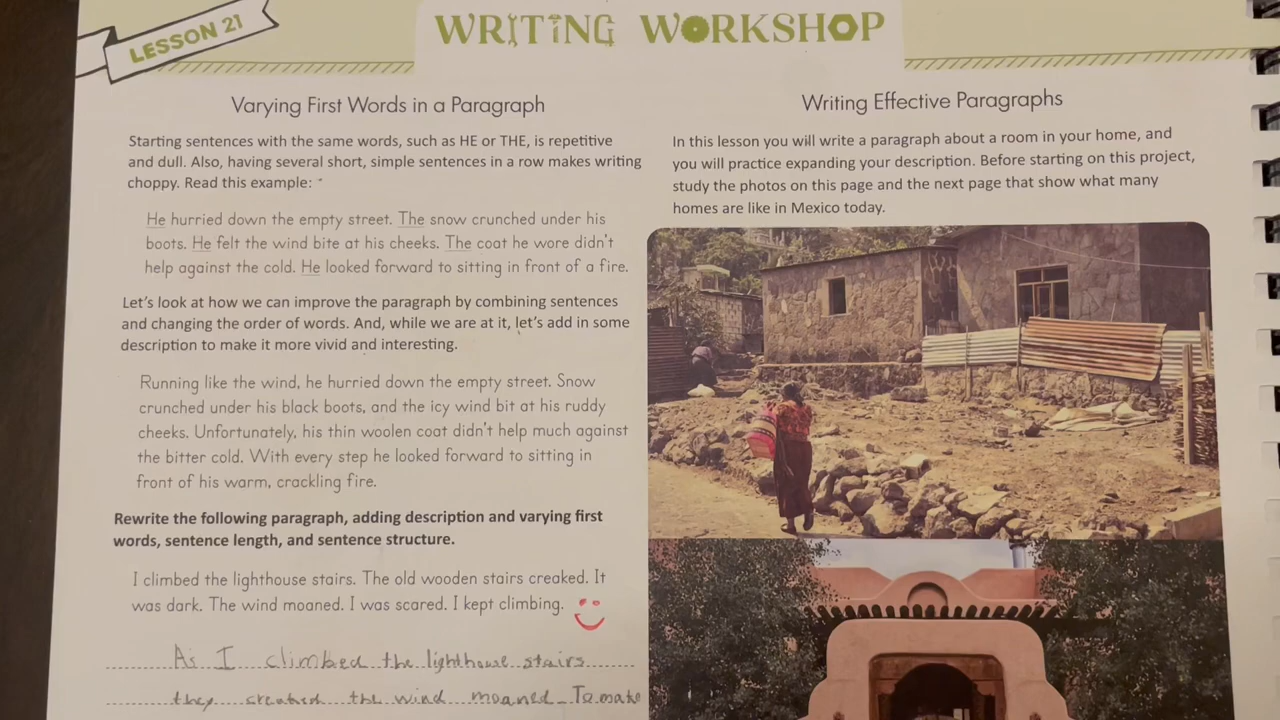 LESSON 21
WRITING WORKSHOP
Varying First Words in a Paragraph
Starting sentences with the same words, such as HE or THE, is repetitive
and dull. Also, having several short, simple sentences in a row makes writing
choppy. Read this example:
He hurried down the empty street. The snow crunched under his
boots. He felt the wind bite at his cheeks. The coat he wore didn't
help against the cold. He looked forward to sitting in front of a fire.
Let's look at how we can improve the paragraph by combining sentences
and changing the order of words. And, while we are at it, let's add in some
description to make it more vivid and interesting.
Running like the wind, he hurried down the empty street. Snow
crunched under his black boots, and the icy wind bit at his ruddy
cheeks. Unfortunately, his thin woolen coat didn't help much against
the bitter cold. With every step he looked forward to sitting in
front of his warm, crackling fire.
Rewrite the following paragraph, adding description and varying first
words, sentence length, and sentence structure.
I climbed the lighthouse stairs. The old wooden stairs creaked. It
was dark. The wind moaned. I was scared. I kept climbing.
As I climbed the lighthouse stairs
they creaked the wind moaned To make
Writing Effective Paragraphs
In this lesson you will write a paragraph about a room in your home, and
you will practice expanding your description. Before starting on this project,
study the photos on this page and the next page that show what many
homes are like in Mexico today.